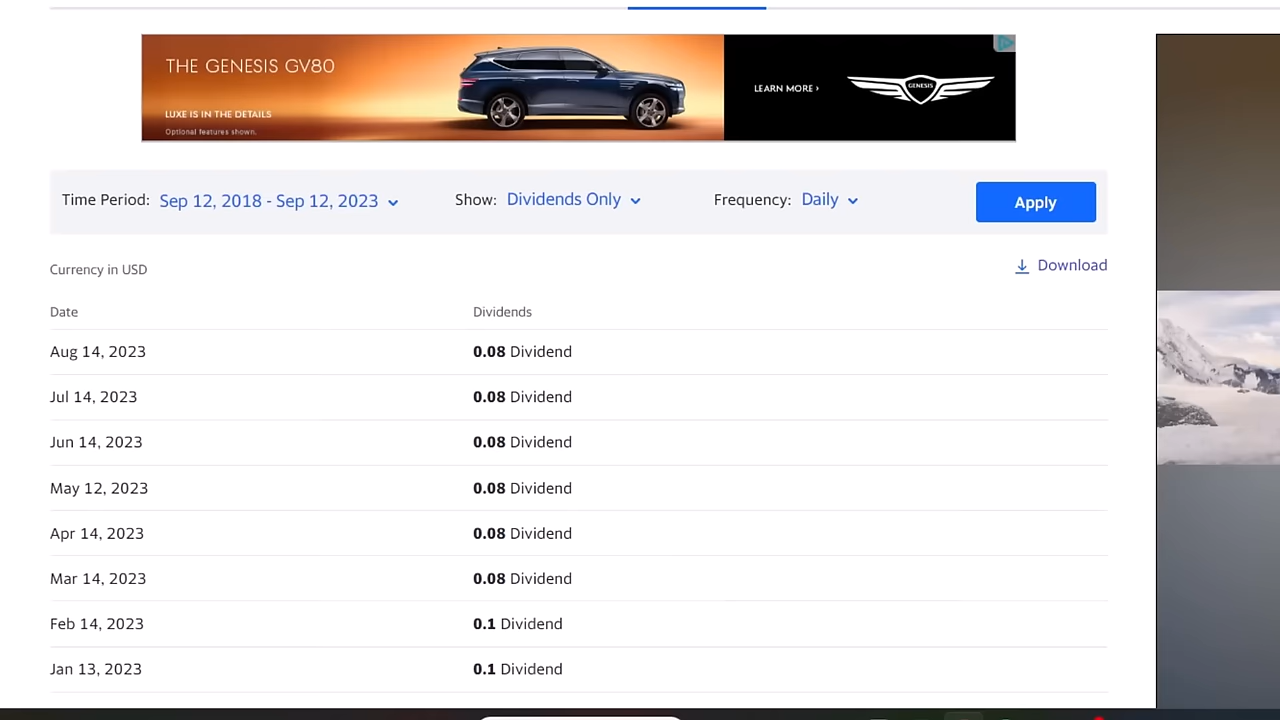 THE GENESIS GV80
LUXE IS IN THE DETAILS
Optional features shown.
LEARN MORE ›
GENESIS
Time Period: Sep 12, 2018 - Sep 12, 2023 Show: Dividends Only Frequency: Daily Apply
Currency in USD Download
Date Dividends
Aug 14, 2023 0.08 Dividend
Jul 14, 2023 0.08 Dividend
Jun 14, 2023 0.08 Dividend
May 12, 2023 0.08 Dividend
Apr 14, 2023 0.08 Dividend
Mar 14, 2023 0.08 Dividend
Feb 14, 2023 0.1 Dividend
Jan 13, 2023 0.1 Dividend